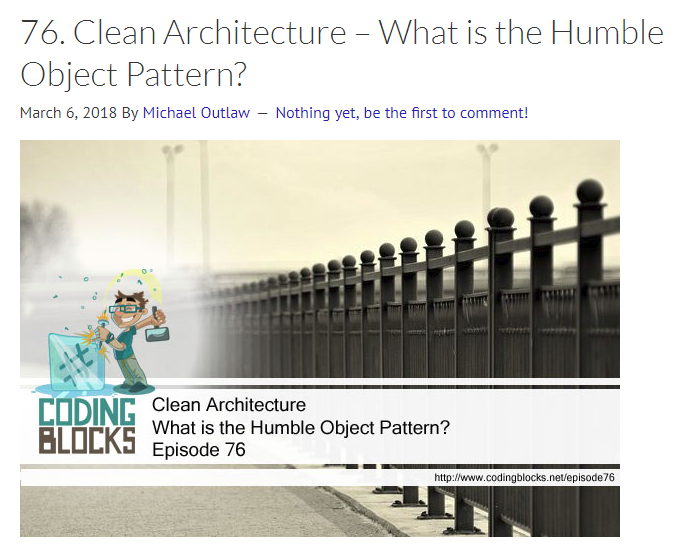 76. Clean Architecture – What is the Humble
Object Pattern?
March 6, 2018 By Michael Outlaw — Nothing yet, be the first to comment!
CODING
BLOCKS
Clean Architecture
What is the Humble Object Pattern?
Episode 76
http://www.codingblocks.net/episode76